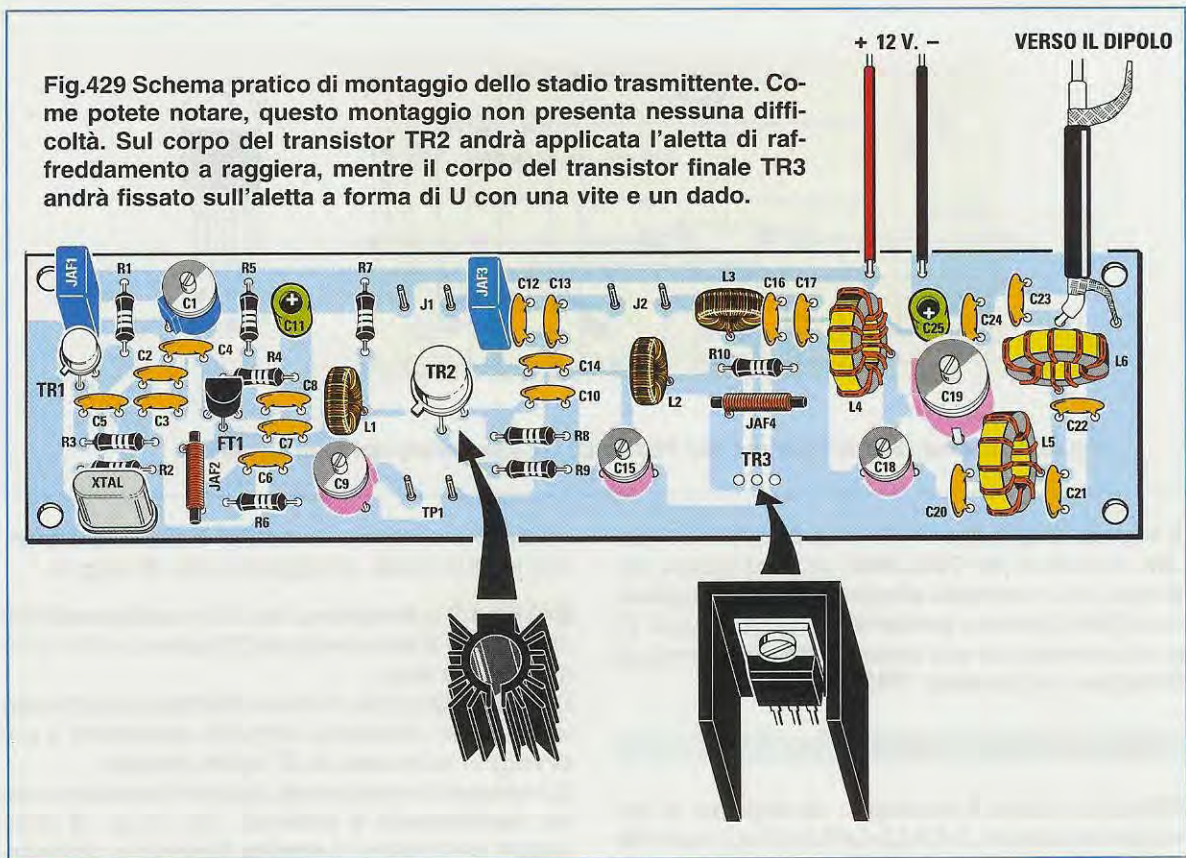 + 12 V. –
VERSO IL DIPOLO
Fig.429 Schema pratico di montaggio dello stadio trasmittente. Co-
me potete notare, questo montaggio non presenta nessuna diffi-
coltà. Sul corpo del transistor TR2 andrà applicata l'aletta di raf-
freddamento a raggiera, mentre il corpo del transistor finale TR3
andrà fissato sull'aletta a forma di U con una vite e un dado.
JAF1
R1
C1
R5
C11
R7
J1
JAF3
C12
C13
J2
L3
C16
C17
C25
C24
C23
TR1
C2
C4
R4
C8
TR2
C14
R10
L4
C19
L6
C5
C3
FT1
C7
L1
C10
L2
JAF4
C22
R3
R2
JAF2
C6
C9
R8
R9
C15
TR3
C18
L5
XTAL
R6
TP1
C20
C21